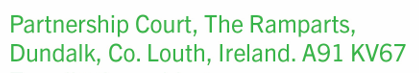 Partnership Court, The Ramparts,
Dundalk, Co. Louth, Ireland. A91 KV67